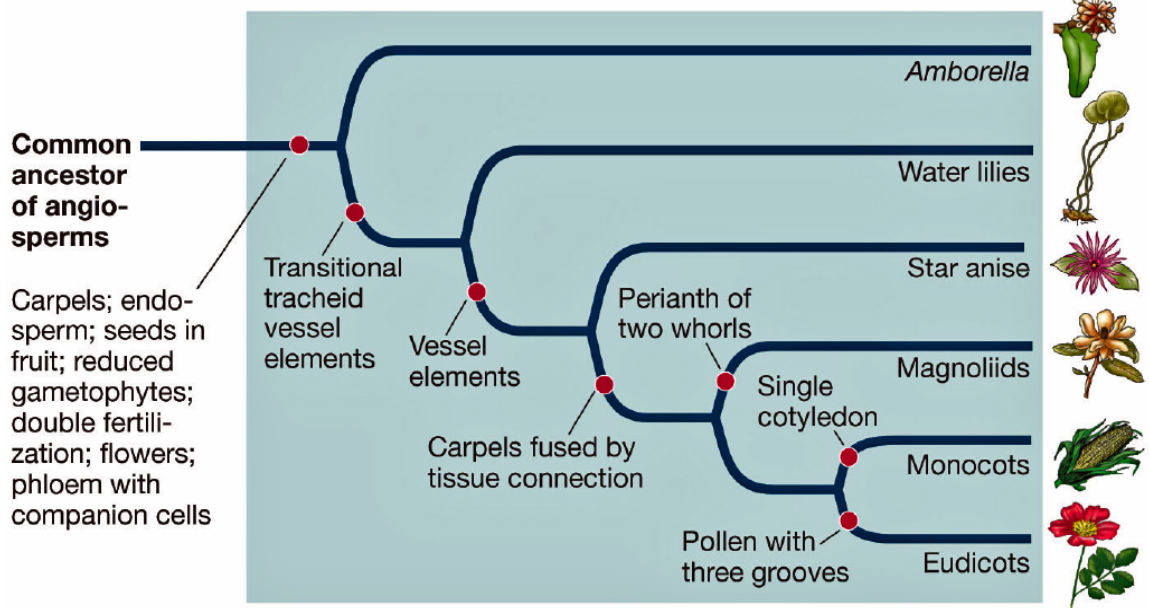 Amborella
Common
ancestor
of angio-
sperms
Water lilies
Carpels; endo-
sperm; seeds in
fruit; reduced
gametophytes;
double fertili-
zation; flowers;
phloem with
companion cells
Transitional
tracheid
vessel
elements
Star anise
Vessel
elements
Perianth of
two whorls
Magnoliids
Carpels fused by
tissue connection
Single
cotyledon
Monocots
Pollen with
three grooves
Eudicots